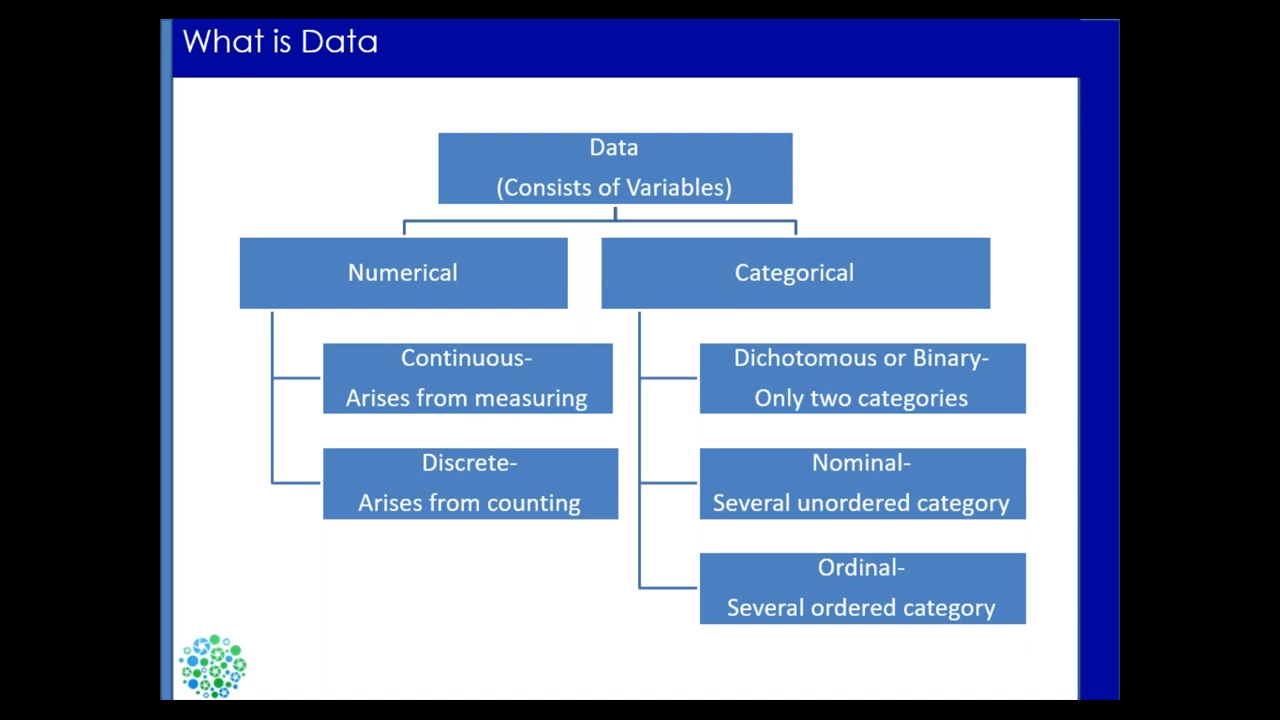 What is Data
Data
(Consists of Variables)
Numerical
Categorical
Continuous-
Arises from measuring
Dichotomous or Binary-
Only two categories
Discrete-
Arises from counting
Nominal-
Several unordered category
Ordinal-
Several ordered category